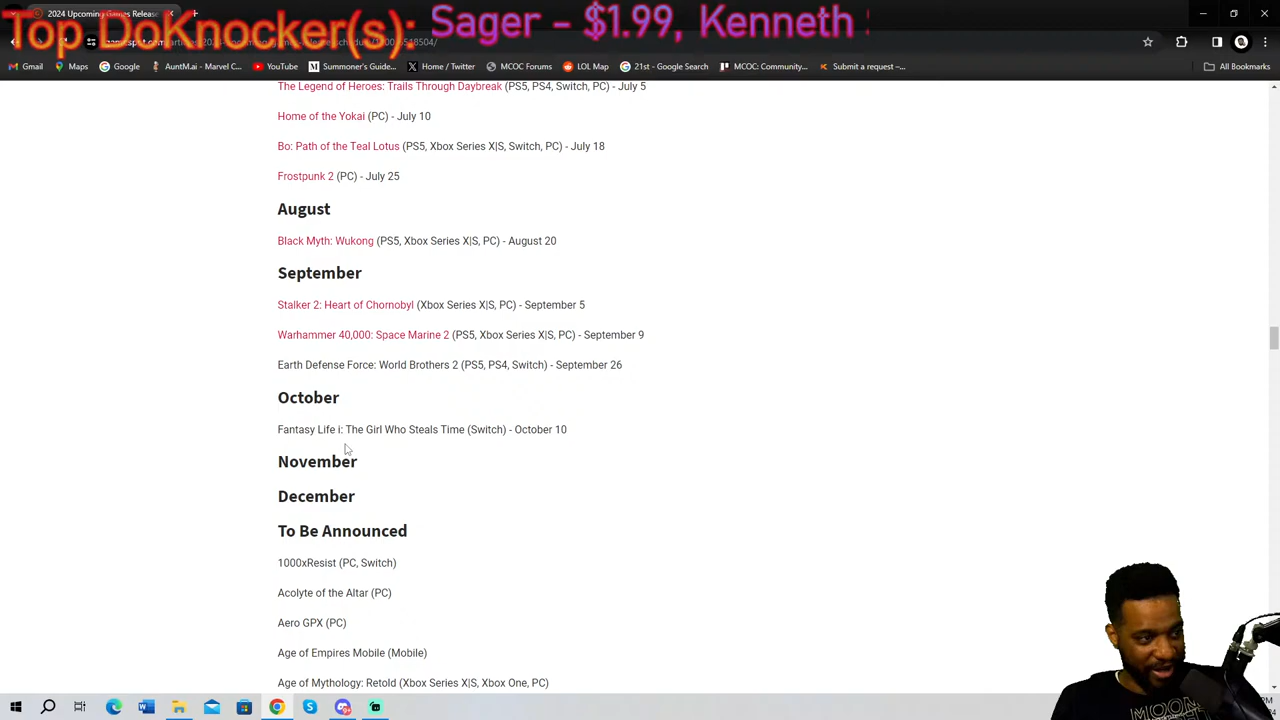 2024 Upcoming Games Release
Top D. Knocker(s): Sager - $1.99, Kenneth
Gmail Maps Google AuntM.ai - Marvel C... YouTube Summoner's Guide... Home / Twitter MCOC Forums LOL Map 21st - Google Search MCOC: Community... Submit a request -... All Bookmarks
The Legend of Heroes: Trails Through Daybreak (PS5, PS4, Switch, PC) - July 5
Home of the Yokai (PC) - July 10
Bo: Path of the Teal Lotus (PS5, Xbox Series X|S, Switch, PC) - July 18
Frostpunk 2 (PC) - July 25
August
Black Myth: Wukong (PS5, Xbox Series X|S, PC) - August 20
September
Stalker 2: Heart of Chornobyl (Xbox Series X|S, PC) - September 5
Warhammer 40,000: Space Marine 2 (PS5, Xbox Series X|S, PC) - September 9
Earth Defense Force: World Brothers 2 (PS5, PS4, Switch) - September 26
October
Fantasy Life i: The Girl Who Steals Time (Switch) - October 10
November
December
To Be Announced
1000xResist (PC, Switch)
Acolyte of the Altar (PC)
Aero GPX (PC)
Age of Empires Mobile (Mobile)
Age of Mythology: Retold (Xbox Series X|S, Xbox One, PC)
MOON